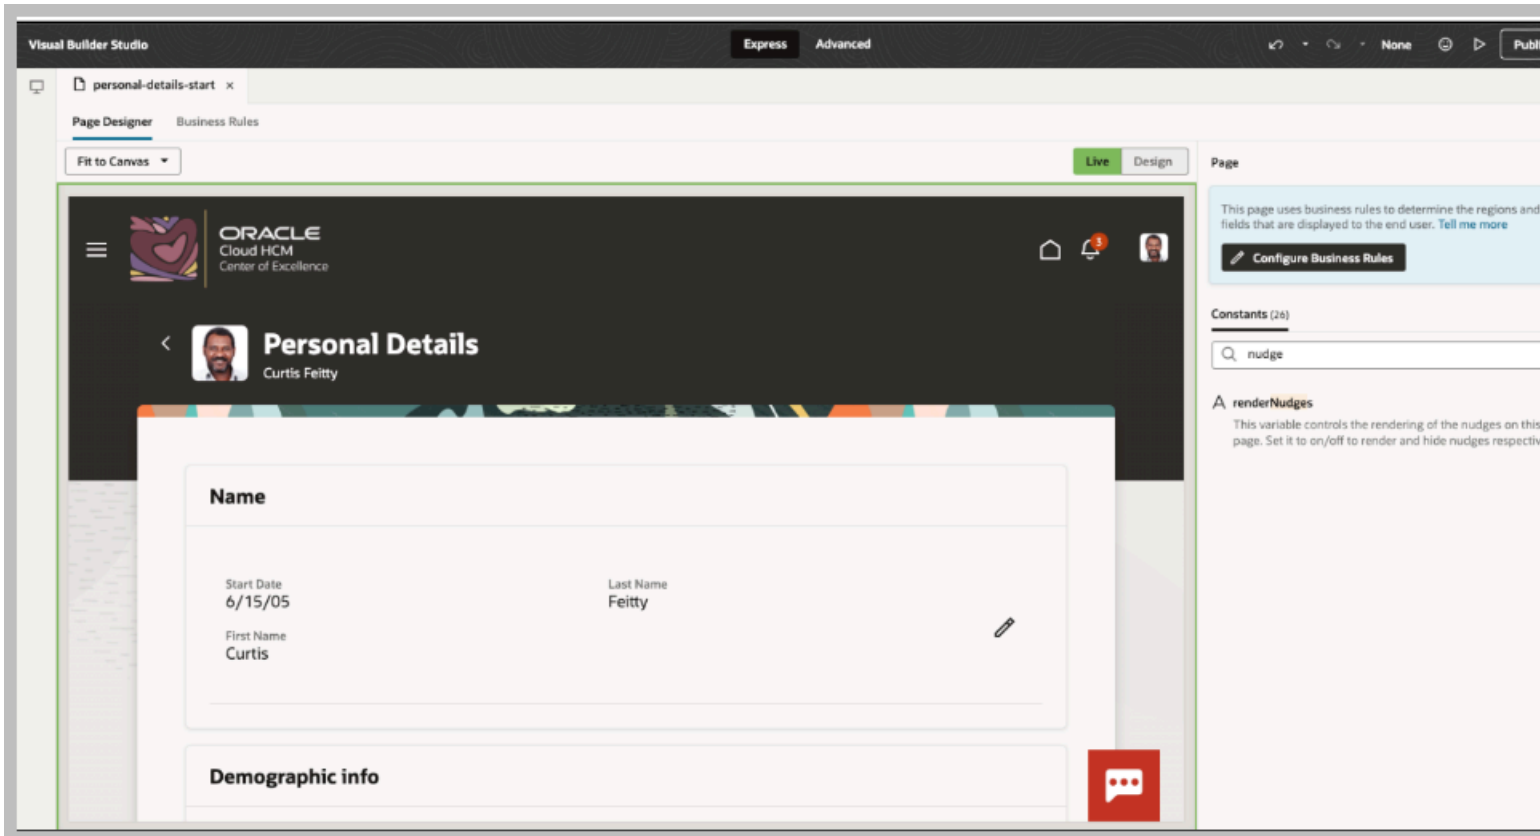 Visual Builder Studio
Express Advanced
None
personal-details-start ×
Page Designer Business Rules
Fit to Canvas
Live Design
Page
This page uses business rules to determine the regions and
fields that are displayed to the end user. Tell me more
Configure Business Rules
Constants (26)
nudge
renderNudges
This variable controls the rendering of the nudges on this
page. Set it to on/off to render and hide nudges
ORACLE
Cloud HCM
Center of Excellence
3
Personal Details
Curtis Feitty
Name
Start Date
6/15/05
Last Name
Feitty
First Name
Curtis
Demographic info